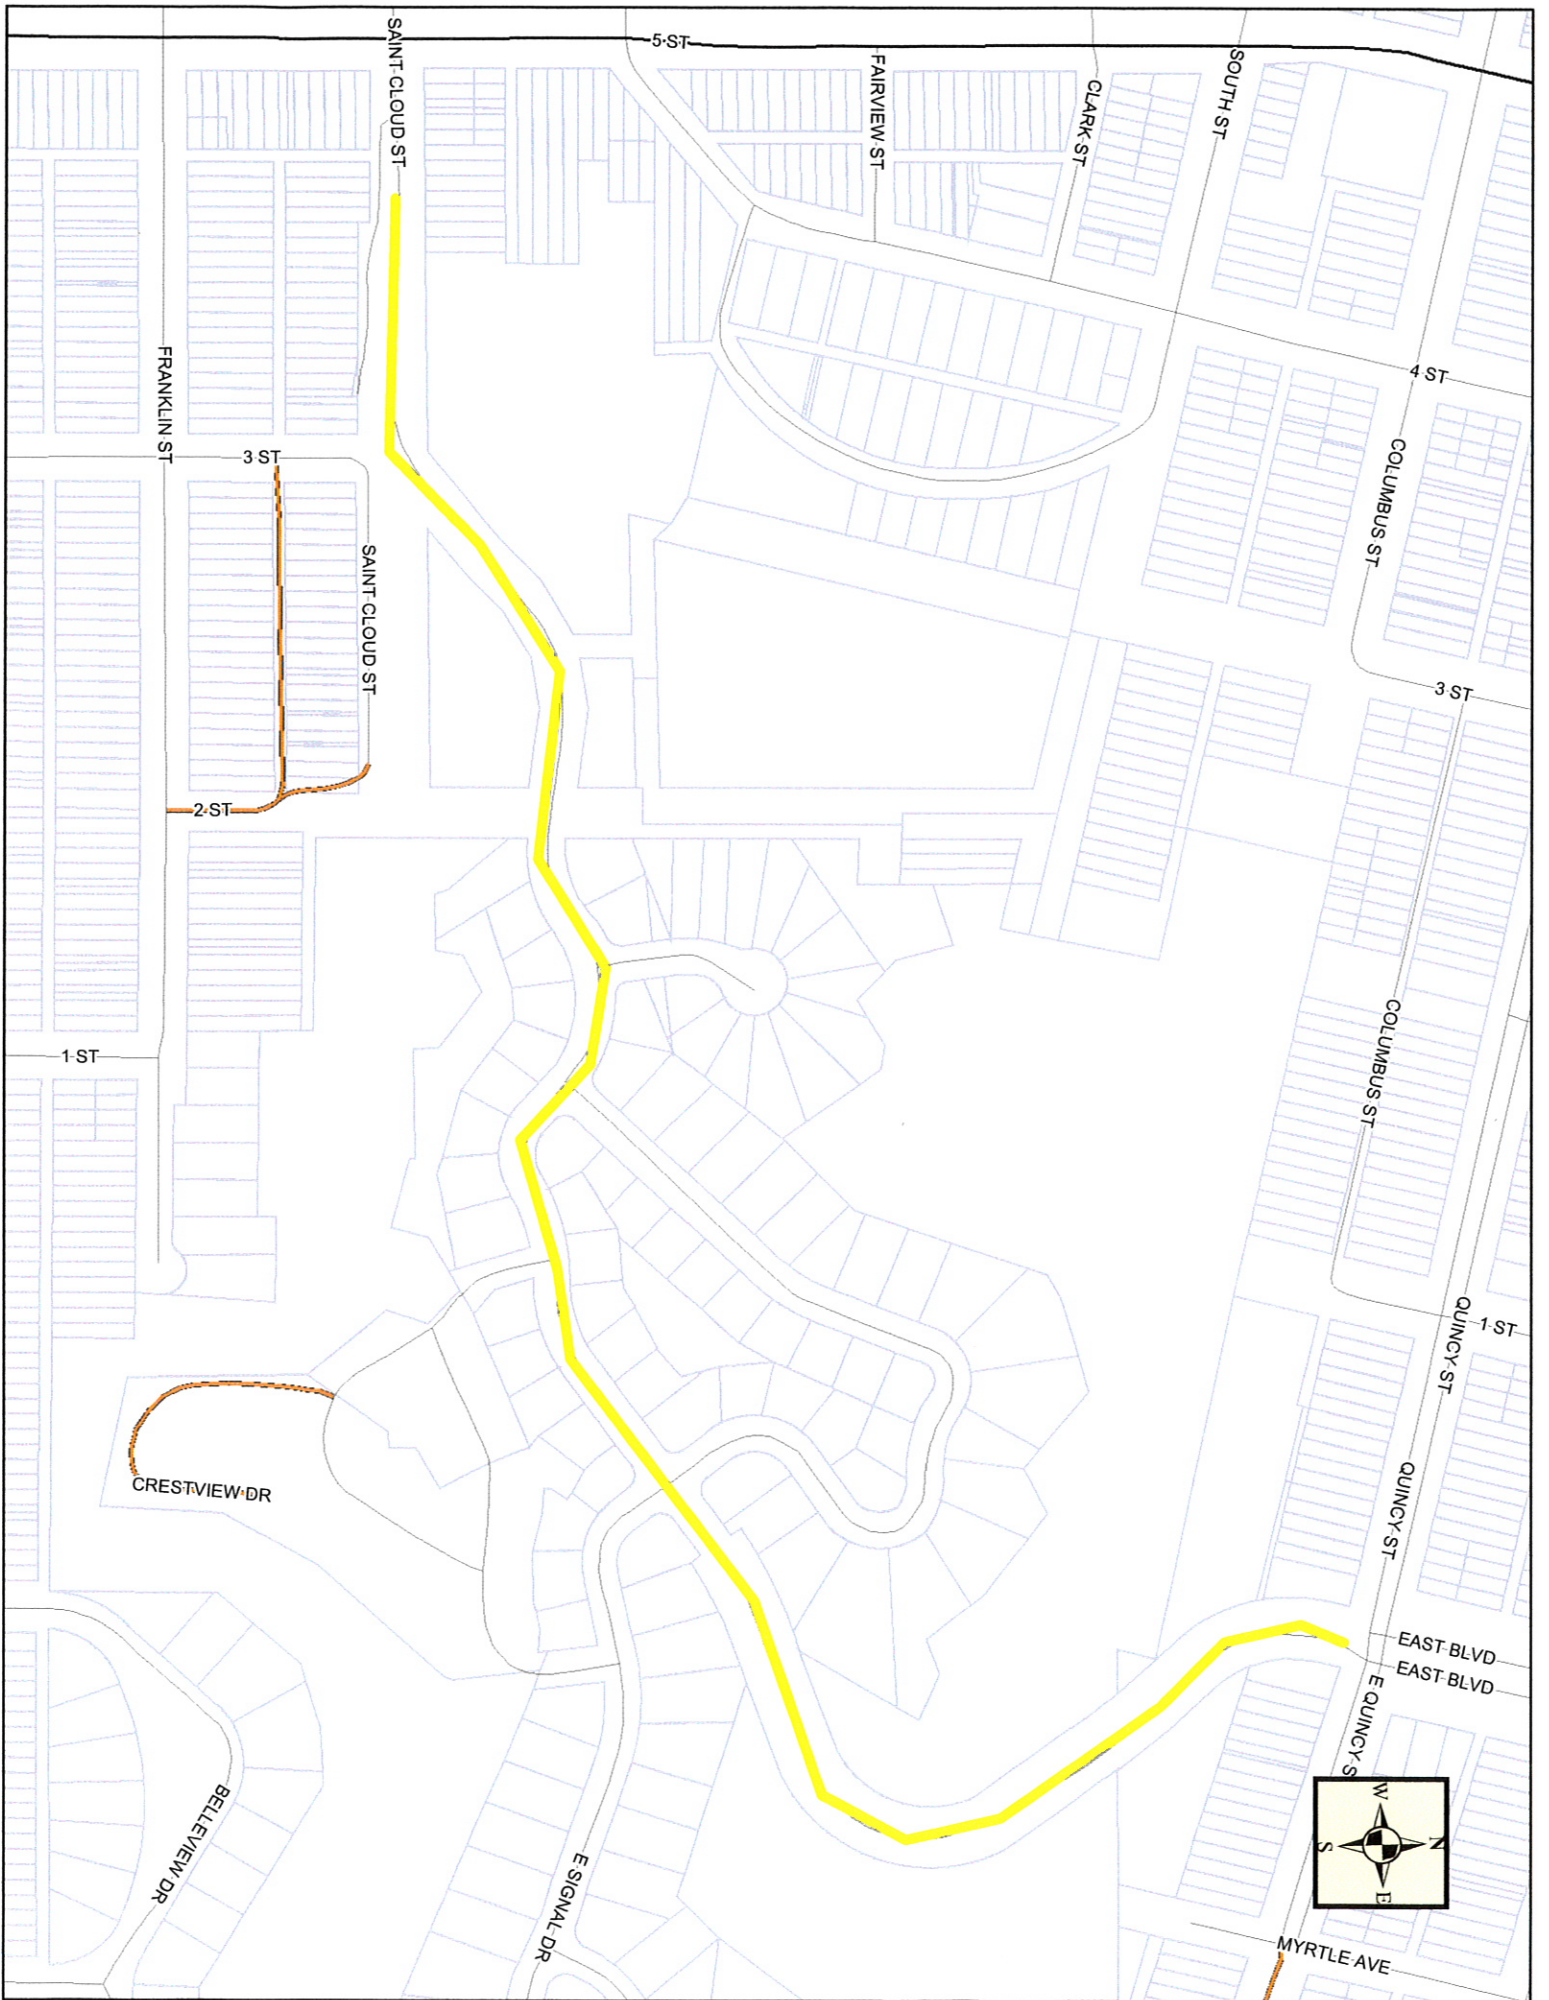 5 ST
SAINT CLOUD ST
FAIRVIEW ST
CLARK ST
SOUTH ST
4 ST
FRANKLIN ST
3 ST
COLUMBUS ST
SAINT CLOUD ST
3 ST
2 ST
1 ST
COLUMBUS ST
QUINCY ST
1 ST
CRESTVIEW DR
QUINCY ST
EAST BLVD
EAST BLVD
E QUINCY S
BELLEVIEW DR
E SIGNAL DR
W
N
S
E
MYRTLE AVE